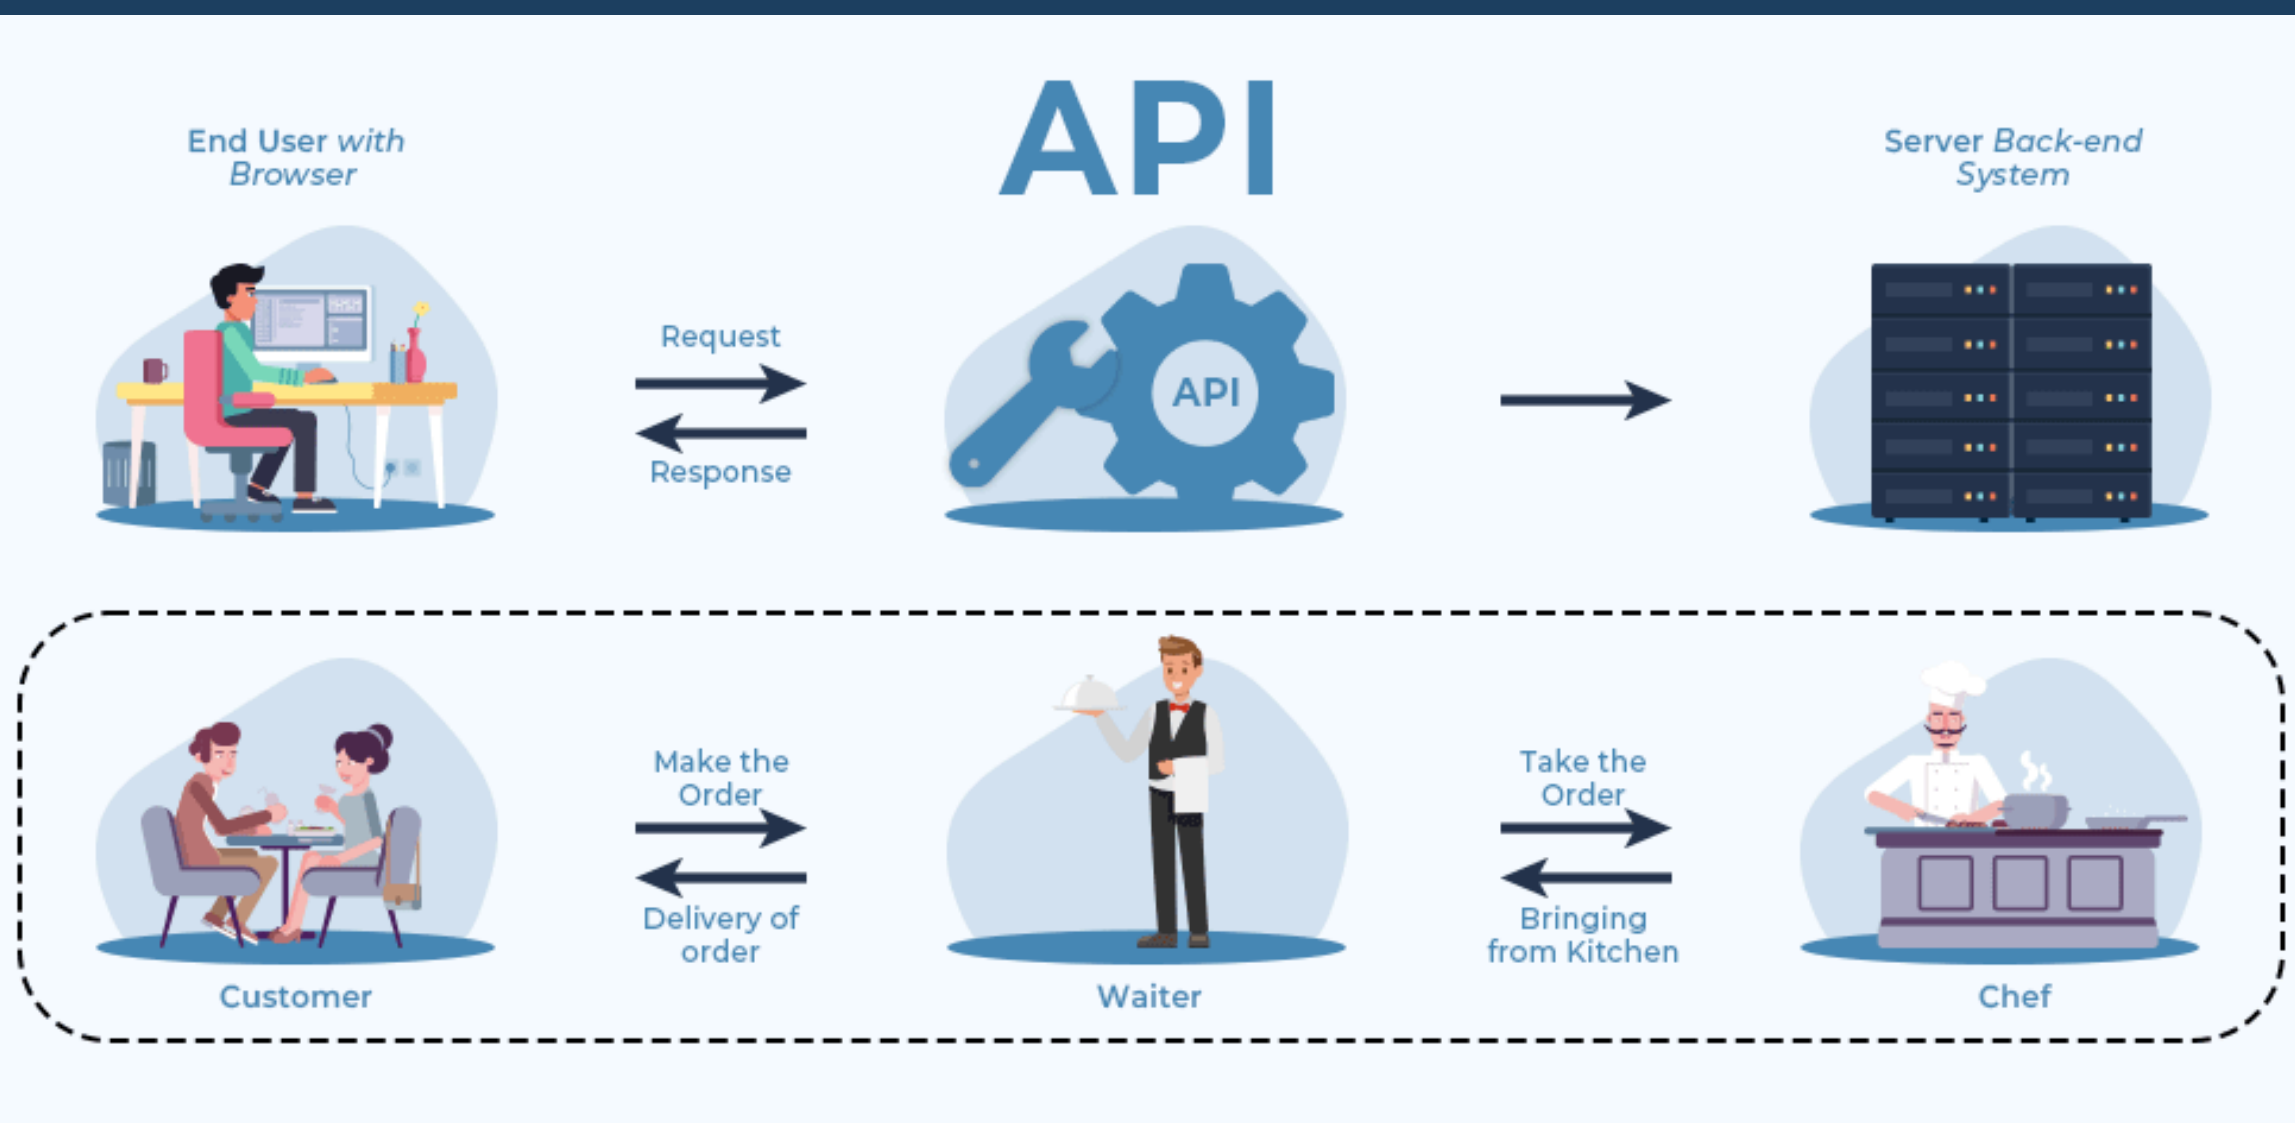 API
End User with
Browser
Server Back-end
System
Request
API
Response
Make the
Order
Take the
Order
Delivery of
order
Bringing
from Kitchen
Customer
Waiter
Chef